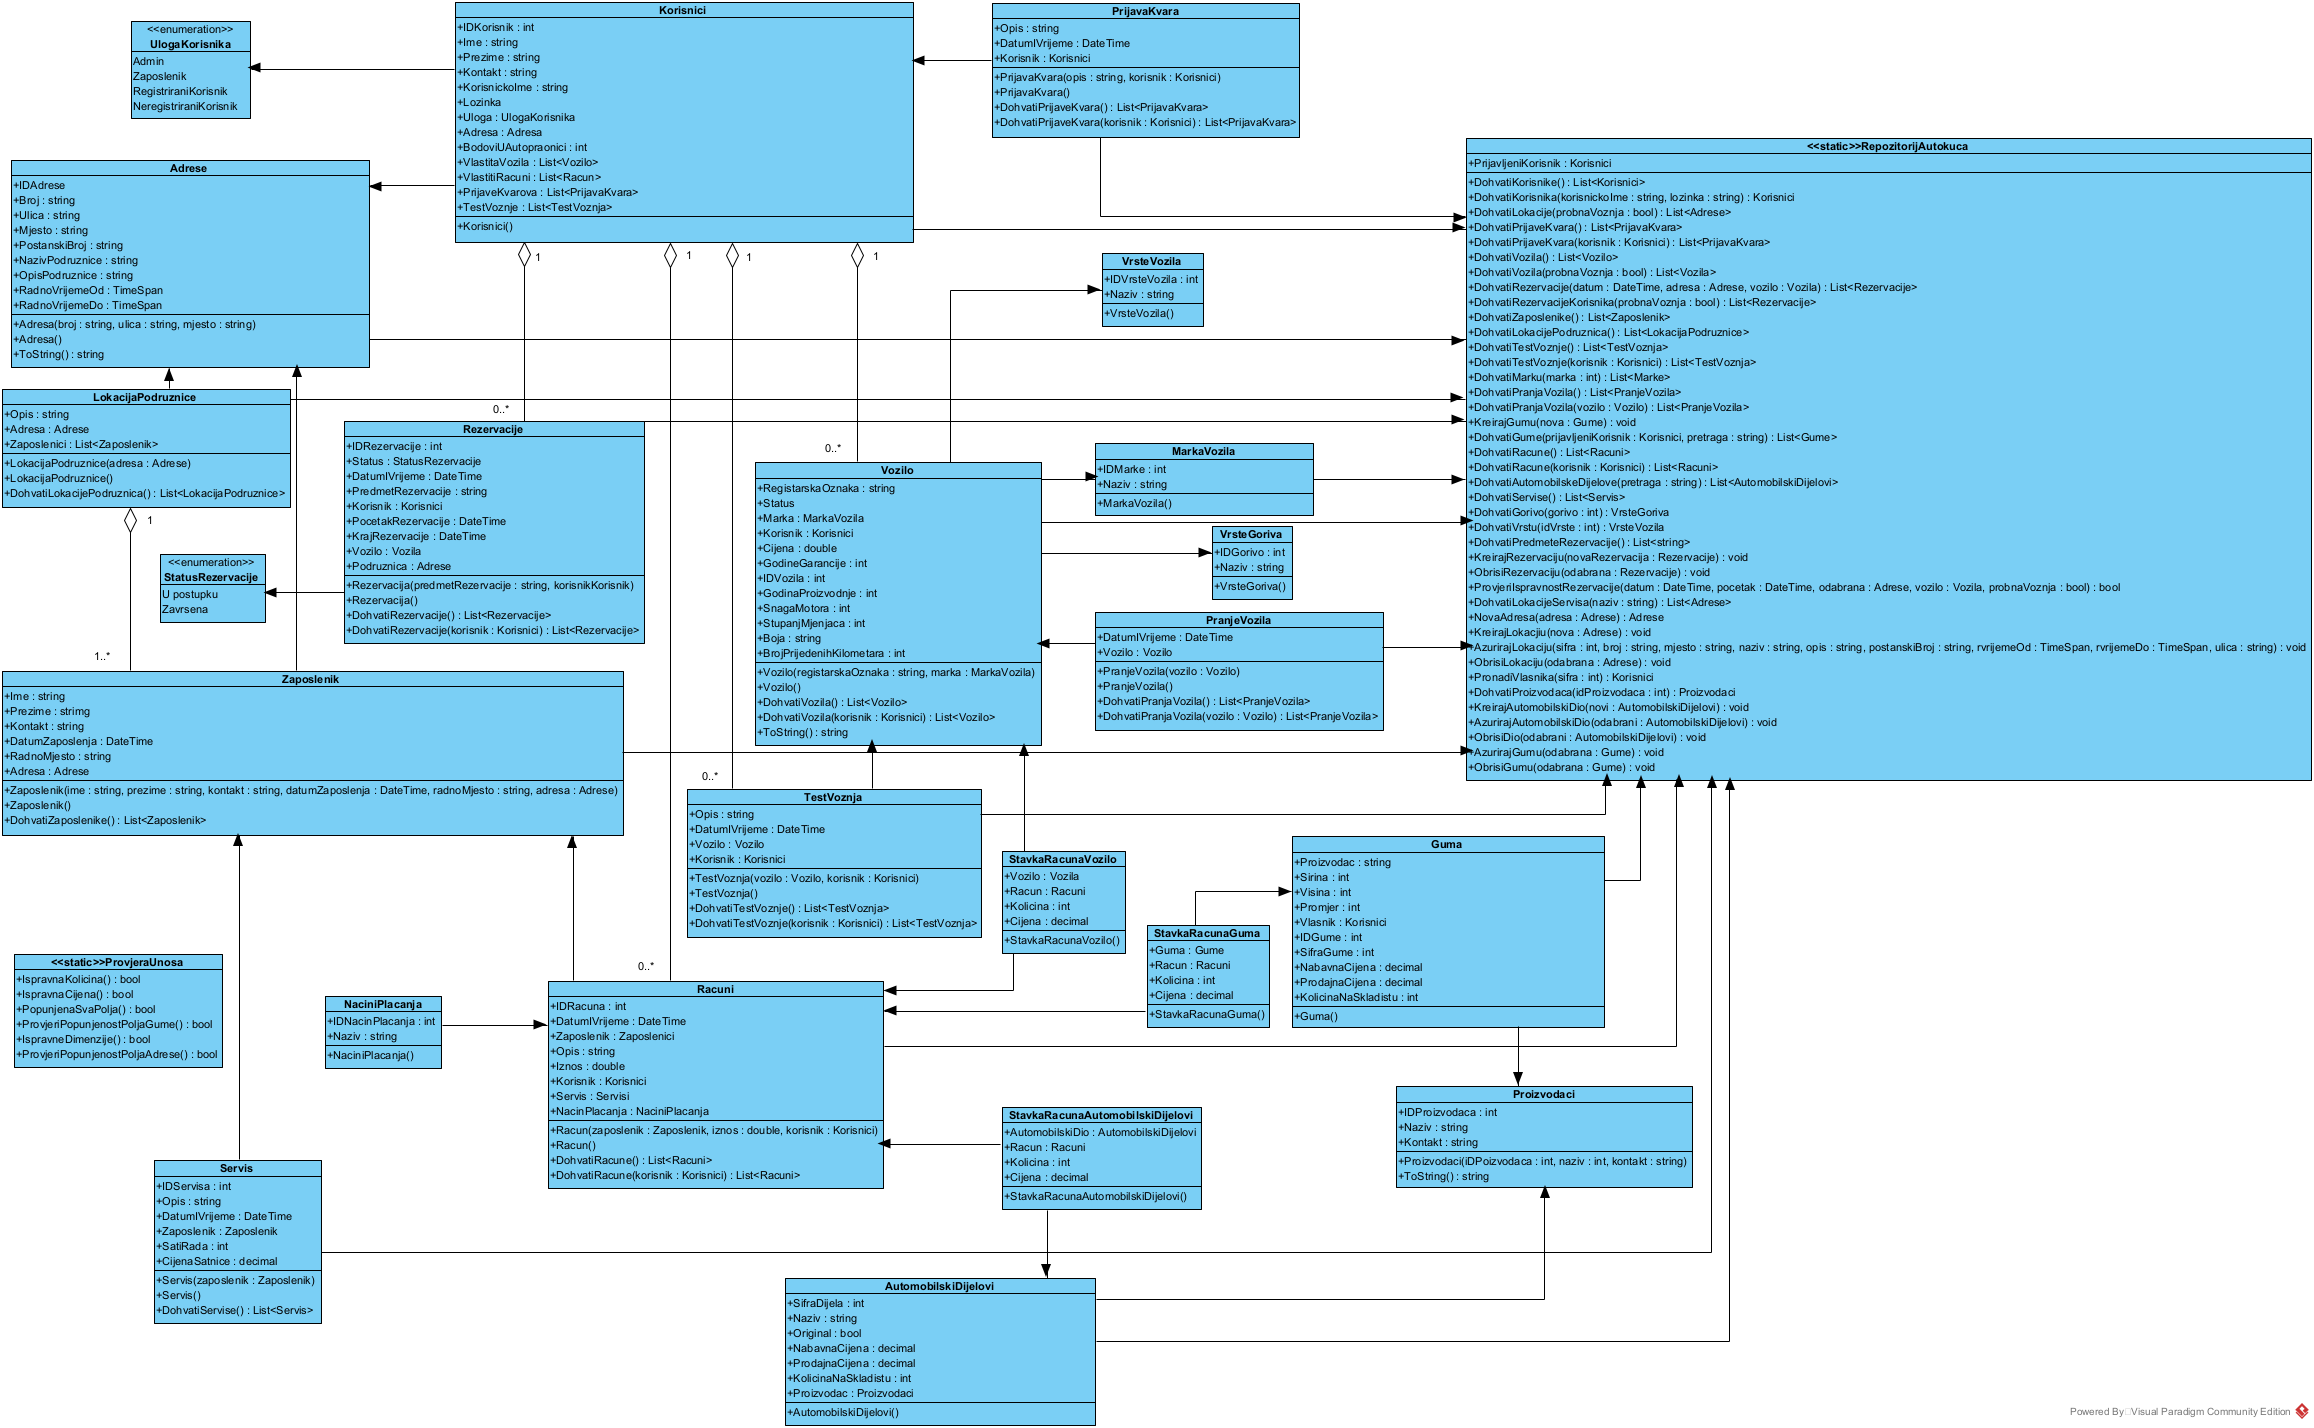 <<enumeration>>
UlogaKorisnika
Admin
Zaposlenik
RegistriraniKorisnik
NeregistriraniKorisnik
Korisnici
+IDKorisnik : int
+Ime : string
+Prezime : string
+Kontakt : string
+KorisnickoIme : string
+Lozinka
+Uloga : UlogaKorisnika
+Adresa : Adresa
+BodoviUAutopraonici : int
+VlastitaVozila : List<Vozilo>
+VlastitiRacuni : List<Racun>
+PrijaveKvarova : List<PrijavaKvara>
+TestVoznje : List<TestVoznja>
+Korisnici()
PrijavaKvara
+Opis : string
+DatumIVrijeme : DateTime
+Korisnik : Korisnici
+PrijavaKvara(opis : string, korisnik : Korisnici)
+PrijavaKvara()
+DohvatiPrijaveKvara() : List<PrijavaKvara>
+DohvatiPrijaveKvara(korisnik : Korisnici) : List<PrijavaKvara>
<<static>>RepozitorijAutokuca
+PrijavljeniKorisnik : Korisnici
+DohvatiKorisnike() : List<Korisnici>
+DohvatiKorisnika(korisnickoIme : string, lozinka : string) : Korisnici
+DohvatiLokacije(probnaVoznja : bool) : List<Adrese>
+DohvatiPrijaveKvara() : List<PrijavaKvara>
+DohvatiPrijaveKvara(korisnik : Korisnici) : List<PrijavaKvara>
+DohvatiVozila() : List<Vozilo>
+DohvatiVozila(probnaVoznja : bool) : List<Vozila>
+DohvatiRezervacije(datum : DateTime, adresa : Adrese, vozilo : Vozila) : List<Rezervacije>
+DohvatiRezervacijeKorisnika(probnaVoznja : bool) : List<Rezervacije>
+DohvatiZaposlenike() : List<Zaposlenik>
+DohvatiLokacijePodruznica() : List<LokacijaPodruznice>
+DohvatiTestVoznje() : List<TestVoznja>
+DohvatiTestVoznje(korisnik : Korisnici) : List<TestVoznja>
+DohvatiMarku(marka : int) : List<Marke>
+DohvatiPranjaVozila() : List<PranjeVozila>
+DohvatiPranjaVozila(vozilo : Vozilo) : List<PranjeVozila>
+KreirajGumu(nova : Gume) : void
+DohvatiGume(prijavljeniKorisnik : Korisnici, pretraga : string) : List<Gume>
+DohvatiRacune() : List<Racuni>
+DohvatiRacune(korisnik : Korisnici) : List<Racuni>
+DohvatiAutomobilskeDijelove(pretraga : string) : List<AutomobilskiDijelovi>
+DohvatiServise() : List<Servis>
+DohvatiGorivo(gorivo : int) : VrsteGoriva
+DohvatiVrstu(idVrste : int) : VrsteVozila
+DohvatiPredmeteRezervacije() : List<string>
+KreirajRezervaciju(novaRezervacija : Rezervacije) : void
+ObrisiRezervaciju(odabrana : Rezervacije) : void
+ProvjeriIspravnostRezervacije(datum : DateTime, pocetak : DateTime, odabrana : Adrese, vozilo : Vozila, probnaVoznja : bool) : bool
+DohvatiLokacijeServisa(naziv : string) : List<Adrese>
+NovaAdresa(adresa : Adrese) : Adrese
+KreirajLokacjiu(nova : Adrese) : void
+AzurirajLokaciju(sifra : int, broj : string, mjesto : string, naziv : string, opis : string, postanskiBroj : string, rvrijemeOd : TimeSpan, rvrijemeDo : TimeSpan, ulica : string) : void
+ObrisiLokaciju(odabrana : Adrese) : void
+PronadiVlasnika(sifra : int) : Korisnici
+DohvatiProizvodaca(idProizvodaca : int) : Proizvodaci
+KreirajAutomobilskiDio(novi : AutomobilskiDijelovi) : void
+AzurirajAutomobilskiDio(odabrani : AutomobilskiDijelovi) : void
+ObrisiDio(odabrani : AutomobilskiDijelovi) : void
+AzurirajGumu(odabrana : Gume) : void
+ObrisiGumu(odabrana : Gume) : void
Adrese
+IDAdrese
+Broj : string
+Ulica : string
+Mjesto : string
+PostanskiBroj : string
+NazivPodruznice : string
+OpisPodruznice : string
+RadnoVrijemeOd : TimeSpan
+RadnoVrijemeDo : TimeSpan
+Adresa(broj : string, ulica : string, mjesto : string)
+Adresa()
+ToString() : string
1
1
1
1
VrsteVozila
+IDVrsteVozila : int
+Naziv : string
+VrsteVozila()
LokacijaPodruznice
+Opis : string
+Adresa : Adrese
+Zaposlenici : List<Zaposlenik>
+LokacijaPodruznice(adresa : Adrese)
+LokacijaPodruznice()
+DohvatiLokacijePodruznica() : List<LokacijaPodruznice>
1
0..*
Rezervacije
+IDRezervacije : int
+Status : StatusRezervacije
+DatumIVrijeme : DateTime
+PredmetRezervacije : string
+Korisnik : Korisnici
+PocetakRezervacije : DateTime
+KrajRezervacije : DateTime
+Vozilo : Vozila
+Podruznica : Adrese
+Rezervacija(predmetRezervacije : string, korisnikKorisnik)
+Rezervacija()
+DohvatiRezervacije() : List<Rezervacije>
+DohvatiRezervacije(korisnik : Korisnici) : List<Rezervacije>
<<enumeration>>
StatusRezervacije
U postupku
Zavrsena
0..*
Vozilo
+RegistarskaOznaka : string
+Status
+Marka : MarkaVozila
+Korisnik : Korisnici
+Cijena : double
+GodineGarancije : int
+IDVozila : int
+GodinaProizvodnje : int
+SnagaMotora : int
+StupanjMjenjaca : int
+Boja : string
+BrojPrijedenihKilometara : int
+Vozilo(registarskaOznaka : string, marka : MarkaVozila)
+Vozilo()
+DohvatiVozila() : List<Vozilo>
+DohvatiVozila(korisnik : Korisnici) : List<Vozilo>
+ToString() : string
MarkaVozila
+IDMarke : int
+Naziv : string
+MarkaVozila()
VrsteGoriva
+IDGorivo : int
+Naziv : string
+VrsteGoriva()
PranjeVozila
+DatumIVrijeme : DateTime
+Vozilo : Vozilo
+PranjeVozila(vozilo : Vozilo)
+PranjeVozila()
+DohvatiPranjaVozila() : List<PranjeVozila>
+DohvatiPranjaVozila(vozilo : Vozilo) : List<PranjeVozila>
1..*
Zaposlenik
+Ime : string
+Prezime : strimg
+Kontakt : string
+DatumZaposlenja : DateTime
+RadnoMjesto : string
+Adresa : Adrese
+Zaposlenik(ime : string, prezime : string, kontakt : string, datumZaposlenja : DateTime, radnoMjesto : string, adresa : Adrese)
+Zaposlenik()
+DohvatiZaposlenike() : List<Zaposlenik>
0..*
TestVoznja
+Opis : string
+DatumIVrijeme : DateTime
+Vozilo : Vozilo
+Korisnik : Korisnici
+TestVoznja(vozilo : Vozilo, korisnik : Korisnici)
+TestVoznja()
+DohvatiTestVoznje() : List<TestVoznja>
+DohvatiTestVoznje(korisnik : Korisnici) : List<TestVoznja>
StavkaRacunaVozilo
+Vozilo : Vozila
+Racun : Racuni
+Kolicina : int
+Cijena : decimal
+StavkaRacunaVozilo()
StavkaRacunaGuma
+Guma : Gume
+Racun : Racuni
+Kolicina : int
+Cijena : decimal
+StavkaRacunaGuma()
Guma
+Proizvodac : string
+Sirina : int
+Visina : int
+Promjer : int
+Vlasnik : Korisnici
+IDGume : int
+SifraGume : int
+NabavnaCijena : decimal
+ProdajnaCijena : decimal
+KolicinaNaSkladistu : int
+Guma()
<<static>>ProvjeraUnosa
+IspravnaKolicina() : bool
+IspravnaCijena() : bool
+PopunjenaSvaPolja() : bool
+ProvjeriPopunjenostPoljaGume() : bool
+IspravneDimenzije() : bool
+ProvjeriPopunjenostPoljaAdrese() : bool
NaciniPlacanja
+IDNacinPlacanja : int
+Naziv : string
+NaciniPlacanja()
0..*
Racuni
+IDRacuna : int
+DatumIVrijeme : DateTime
+Zaposlenik : Zaposlenici
+Opis : string
+Iznos : double
+Korisnik : Korisnici
+Servis : Servisi
+NacinPlacanja : NaciniPlacanja
+Racun(zaposlenik : Zaposlenik, iznos : double, korisnik : Korisnici)
+Racun()
+DohvatiRacune() : List<Racuni>
+DohvatiRacune(korisnik : Korisnici) : List<Racuni>
StavkaRacunaAutomobilskiDijelovi
+AutomobilskiDio : AutomobilskiDijelovi
+Racun : Racuni
+Kolicina : int
+Cijena : decimal
+StavkaRacunaAutomobilskiDijelovi()
Proizvodaci
+IDProizvodaca : int
+Naziv : string
+Kontakt : string
+Proizvodaci(iDPoizvodaca : int, naziv : int, kontakt : string)
+ToString() : string
Servis
+IDServisa : int
+Opis : string
+DatumIVrijeme : DateTime
+Zaposlenik : Zaposlenik
+SatiRada : int
+CijenaSatnice : decimal
+Servis(zaposlenik : Zaposlenik)
+Servis()
+DohvatiServise() : List<Servis>
AutomobilskiDijelovi
+SifraDijela : int
+Naziv : string
+Original : bool
+NabavnaCijena : decimal
+ProdajnaCijena : decimal
+KolicinaNaSkladistu : int
+Proizvodac : Proizvodaci
+AutomobilskiDijelovi()
Powered By Visual Paradigm Community Edition